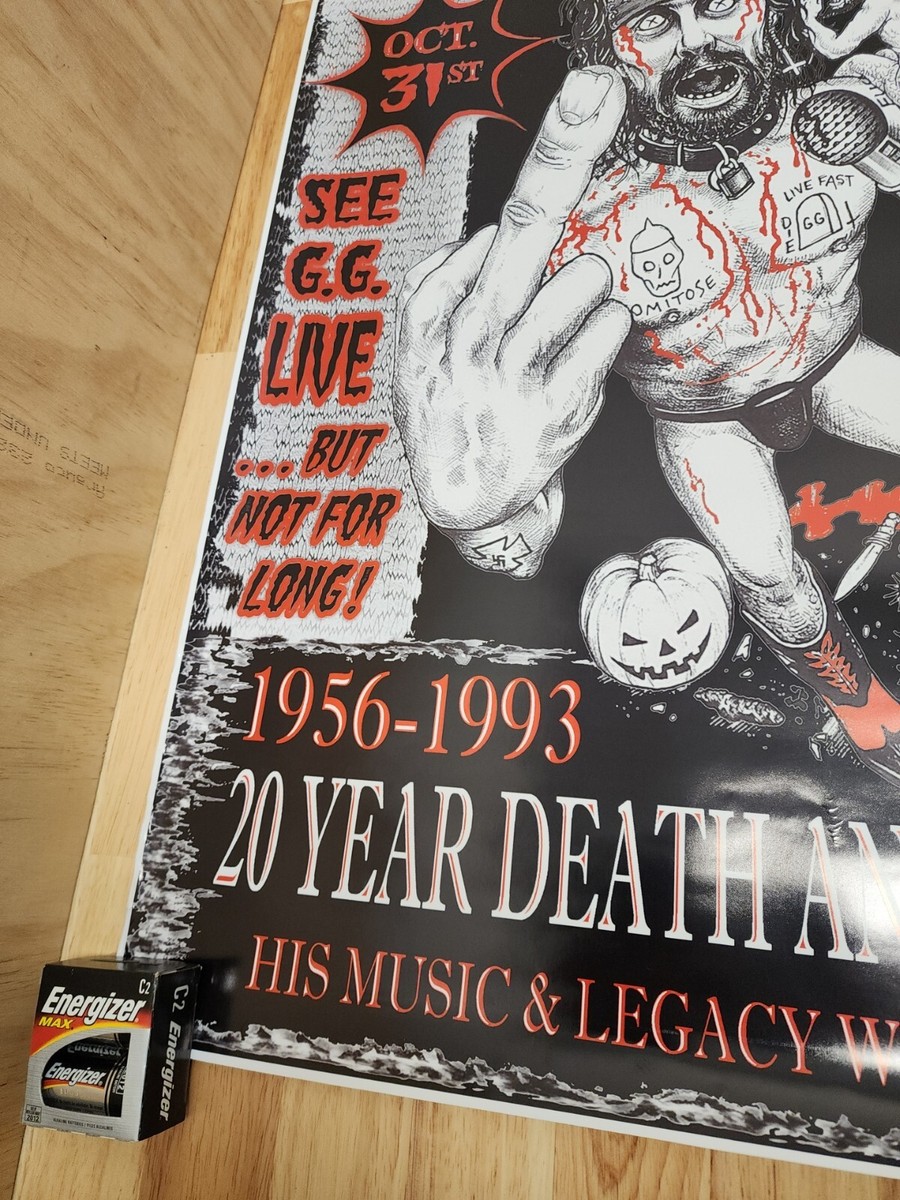 OCT.
31ST
SEE
G.G.
LIVE
... BUT
NOT FOR
LONG!
LIVE FAST
DIE
GG
OMITOSE
1956-1993
20 YEAR DEATH AN
HIS MUSIC & LEGACY W
Energizer
MAX
C2
Energizer
C2 Energizer